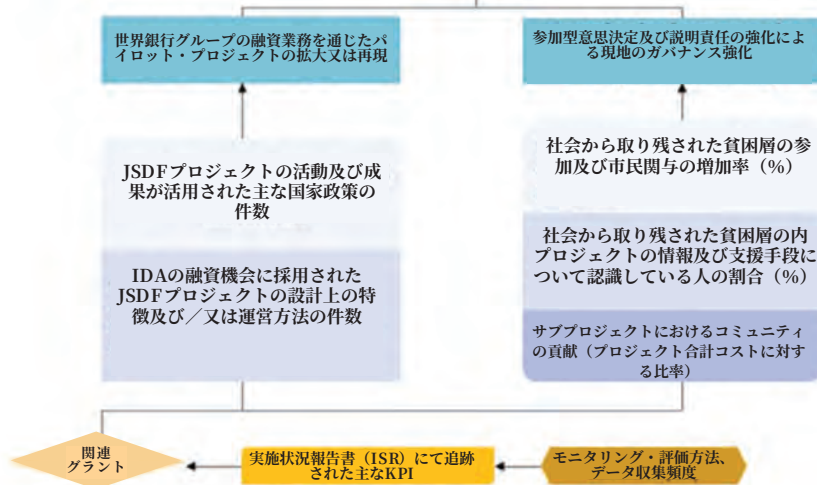 世界銀行グループの融資業務を通じたパ
イロット・プロジェクトの拡大又は再現
参加型意思決定及び説明責任の強化によ
る現地のガバナンス強化
JSDFプロジェクトの活動及び成
果が活用された主な国家政策の
件数
IDAの融資機会に採用された
JSDFプロジェクトの設計上の特
徴及び/又は運営方法の件数
社会から取り残された貧困層の参
加及び市民関与の増加率(%)
社会から取り残された貧困層の内
プロジェクトの情報及び支援手段に
ついて認識している人の割合(%)
サブプロジェクトにおけるコミュニティ
の貢献(プロジェクト合計コストに対す
る比率)
関連
グラント
実施状況報告書(ISR)にて追跡
された主なKPI
モニタリング・評価方法、
データ収集頻度